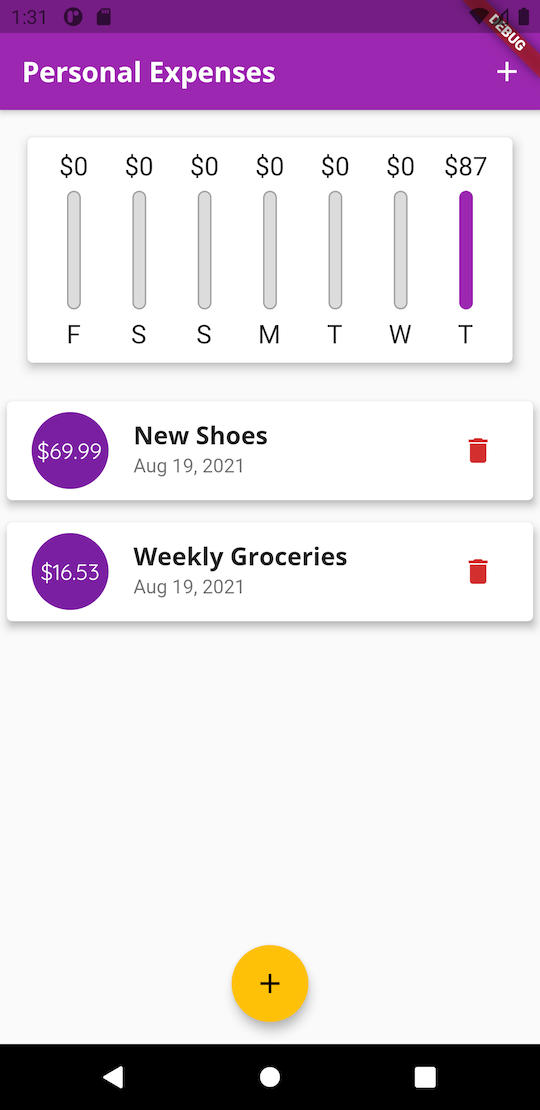 1:31
DEBUG
Personal Expenses
$0 $0 $0 $0 $0 $0 $87
F S S M T W T
$69.99
New Shoes
Aug 19, 2021
$16.53
Weekly Groceries
Aug 19, 2021